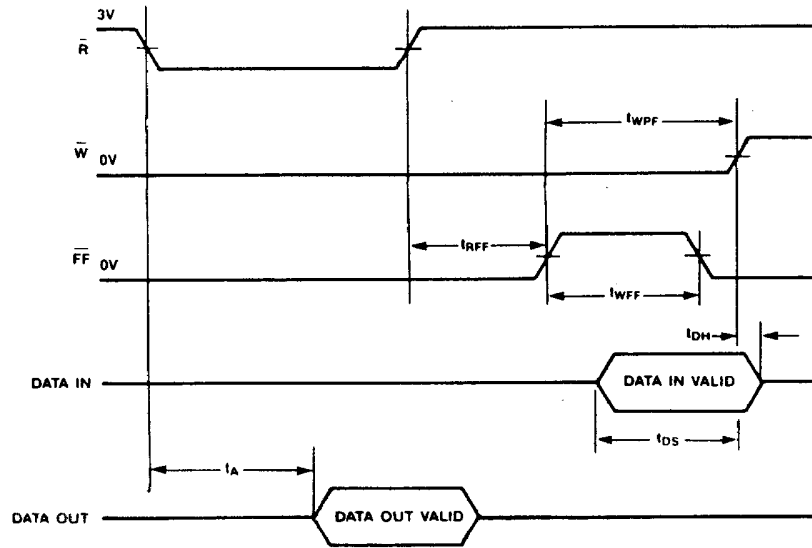 3V
R̅
tWPF
W̅ 0V
tRFF
F̅F̅ 0V
tWFF
tDH
DATA IN DATA IN VALID
tDS
tA
DATA OUT DATA OUT VALID